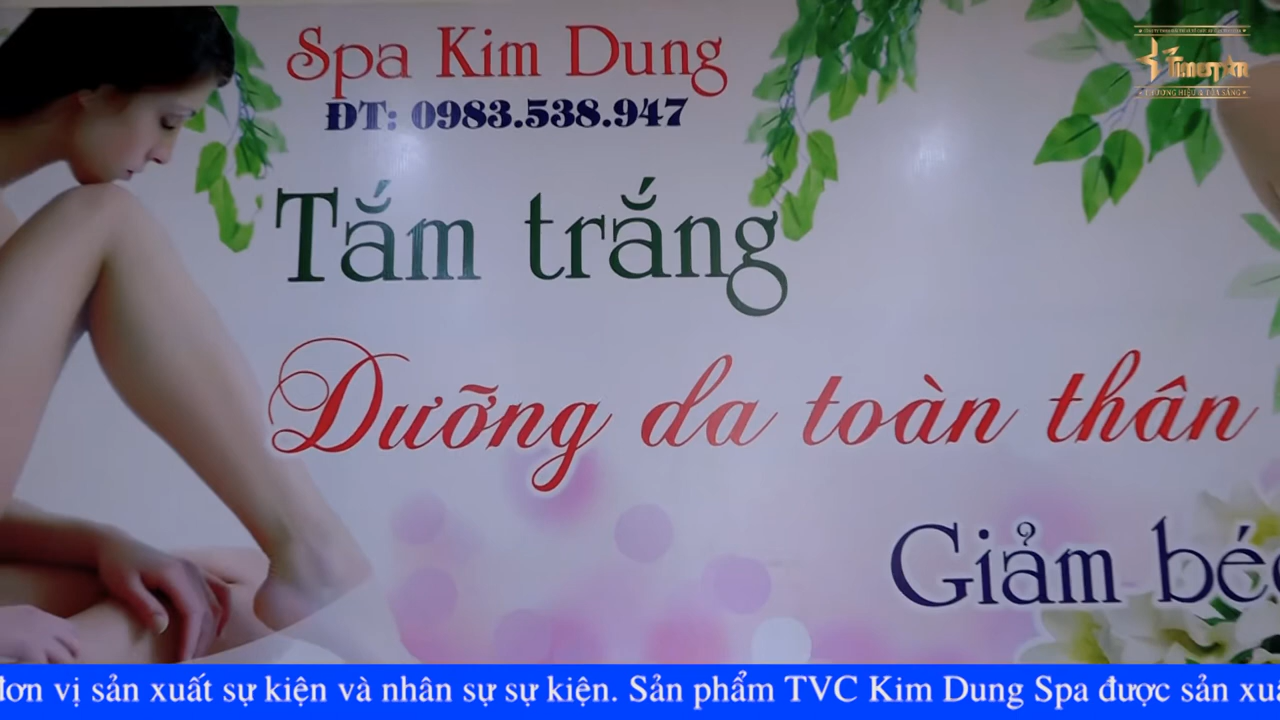 Spa Kim Dung
ĐT: 0983.538.947
TIMESTAR
Tắm trắng
Dưỡng da toàn thân
Giảm béo
đơn vị sản xuất sự kiện và nhân sự sự kiện. Sản phẩm TVC Kim Dung Spa được sản xuấ